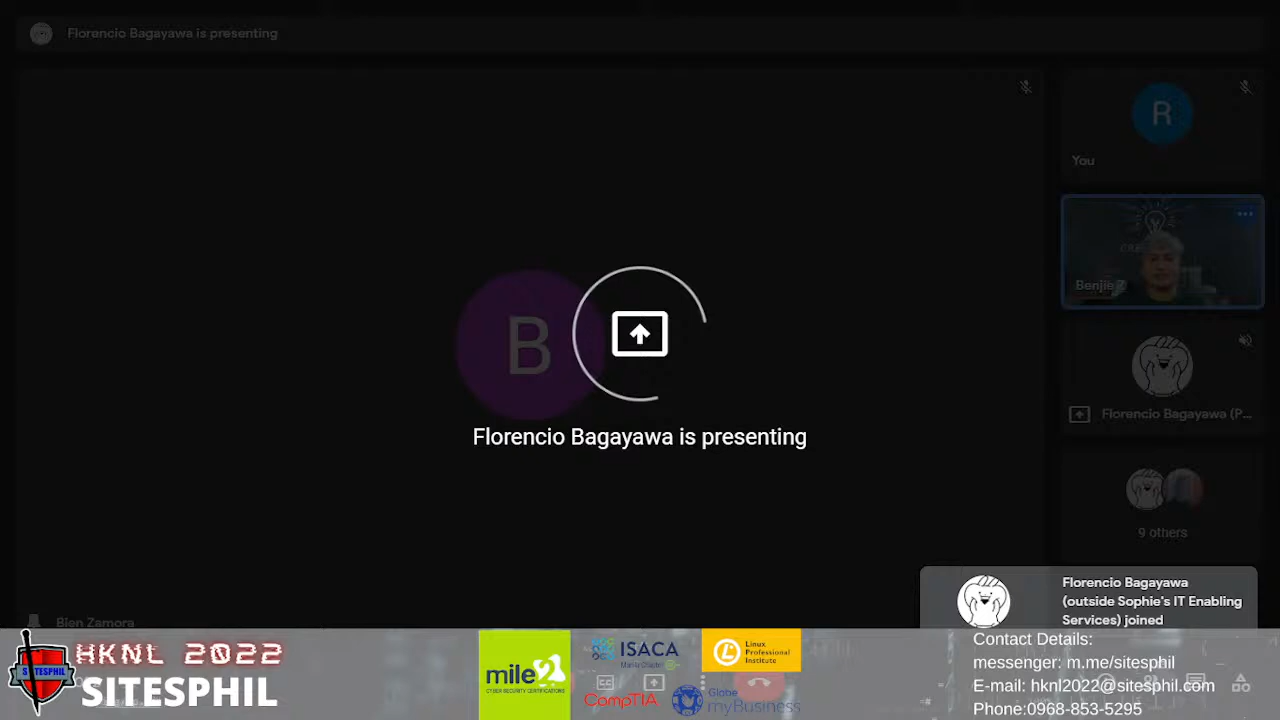 Florencio Bagayawa is presenting
R
You
Benjie Z
B
Florencio Bagayawa is presenting
Florencio Bagayawa (P...
9 others
Florencio Bagayawa
(outside Sophie's IT Enabling
Services) joined
Bien Zamora
HKNL 2022
SITESPHIL
SITESPHIL
mile2
CYBER SECURITY CERTIFICATIONS
ISACA
Manila Chapter
Linux
Professional
Institute
CompTIA
Globe
myBusiness
Contact Details:
messenger: m.me/sitesphil
E-mail: hknl2022@sitesphil.com
Phone:0968-853-5295